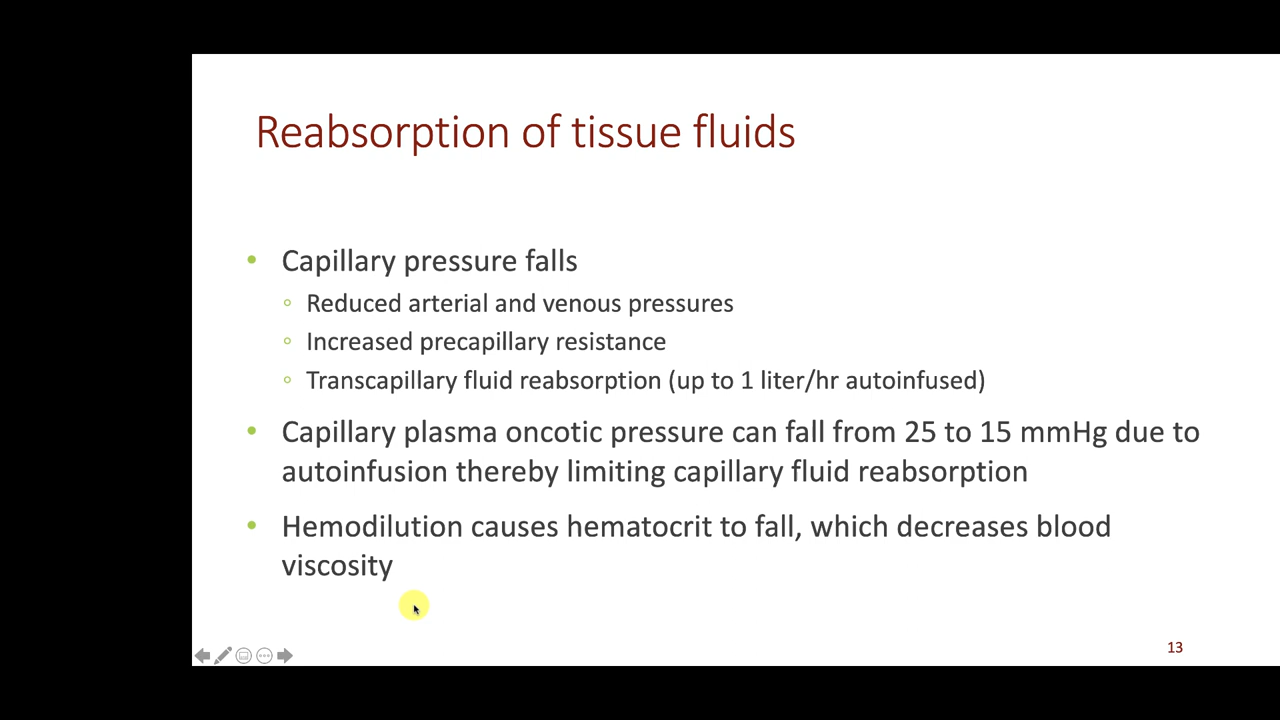 Reabsorption of tissue fluids
• Capillary pressure falls
◦ Reduced arterial and venous pressures
◦ Increased precapillary resistance
◦ Transcapillary fluid reabsorption (up to 1 liter/hr autoinfused)
• Capillary plasma oncotic pressure can fall from 25 to 15 mmHg due to
autoinfusion thereby limiting capillary fluid reabsorption
• Hemodilution causes hematocrit to fall, which decreases blood
viscosity
13